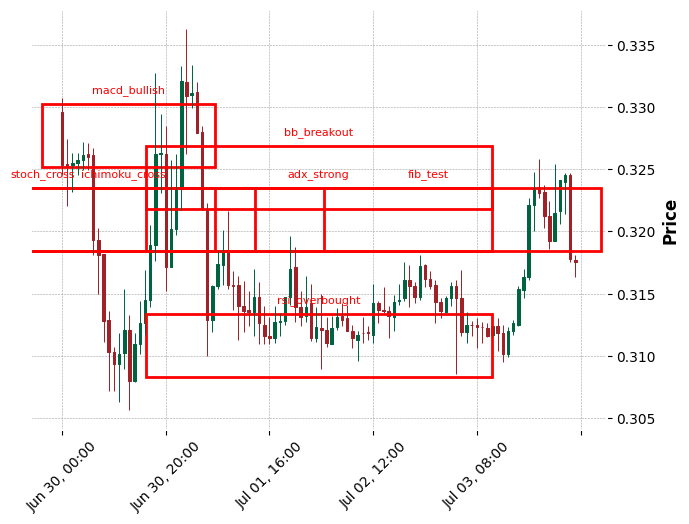 macd_bullish
bb_breakout
stoch_cross ichimoku_cross adx_strong fib_test
rsi_overbought
0.335
0.330
0.325
0.320
0.315
0.310
0.305
Price
Jun 30, 00:00
Jun 30, 20:00
Jul 01, 16:00
Jul 02, 12:00
Jul 03, 08:00